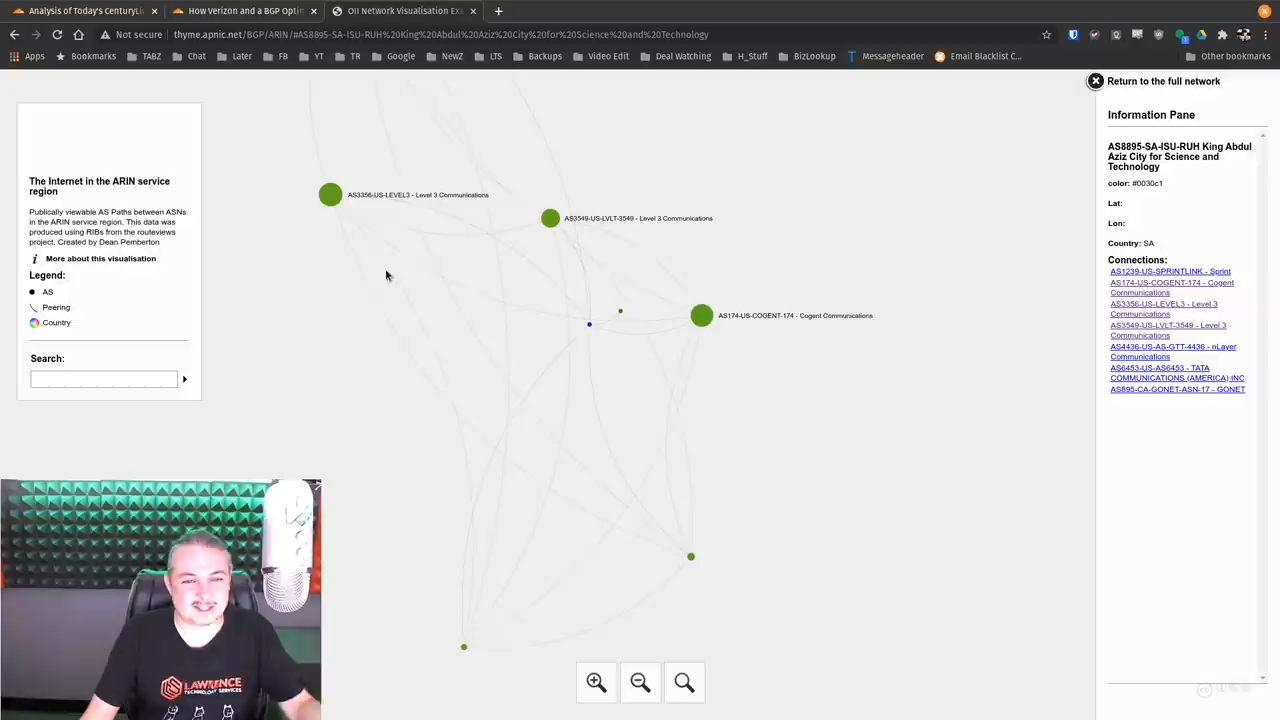 Analysis of Today's CenturyLi
How Verizon and a BGP Optin
OII Network Visualisation Exa
Not secure
thyme.apnic.net/BGP/ARIN/#AS8895-SA-ISU-RUH%20King%20Abdul%20Aziz%20City%20for%20Science%20and%20Technology
Apps
Bookmarks
TABZ
Chat
Later
FB
YT
TR
Google
NewZ
LTS
Backups
Video Edit
Deal Watching
H_Stuff
BizLookup
Messageheader
Email Blacklist C...
Other bookmarks
The Internet in the ARIN service
region
Publically viewable AS Paths between ASNs
in the ARIN service region. This data was
produced using RIBs from the routeviews
project. Created by Dean Pemberton
i More about this visualisation
Legend:
AS
Peering
Country
Search:
AS3356-US-LEVEL3 - Level 3 Communications
AS3549-US-LVLT-3549 - Level 3 Communications
AS174-US-COGENT-174 - Cogent Communications
Return to the full network
Information Pane
AS8895-SA-ISU-RUH King Abdul
Aziz City for Science and
Technology
color: #0030c1
Lat:
Lon:
Country: SA
Connections:
AS1239-US-SPRINTLINK - Sprint
AS174-US-COGENT-174 - Cogent
Communications
AS3356-US-LEVEL3 - Level 3
Communications
AS3549-US-LVLT-3549 - Level 3
Communications
AS4436-US-AS-GTT-4436 - nLayer
Communications
AS6453-US-AS6453 - TATA
COMMUNICATIONS (AMERICA) INC
AS895-CA-GONET-ASN-17 - GONET
LAWRENCE
TECHNOLOGY SERVICES